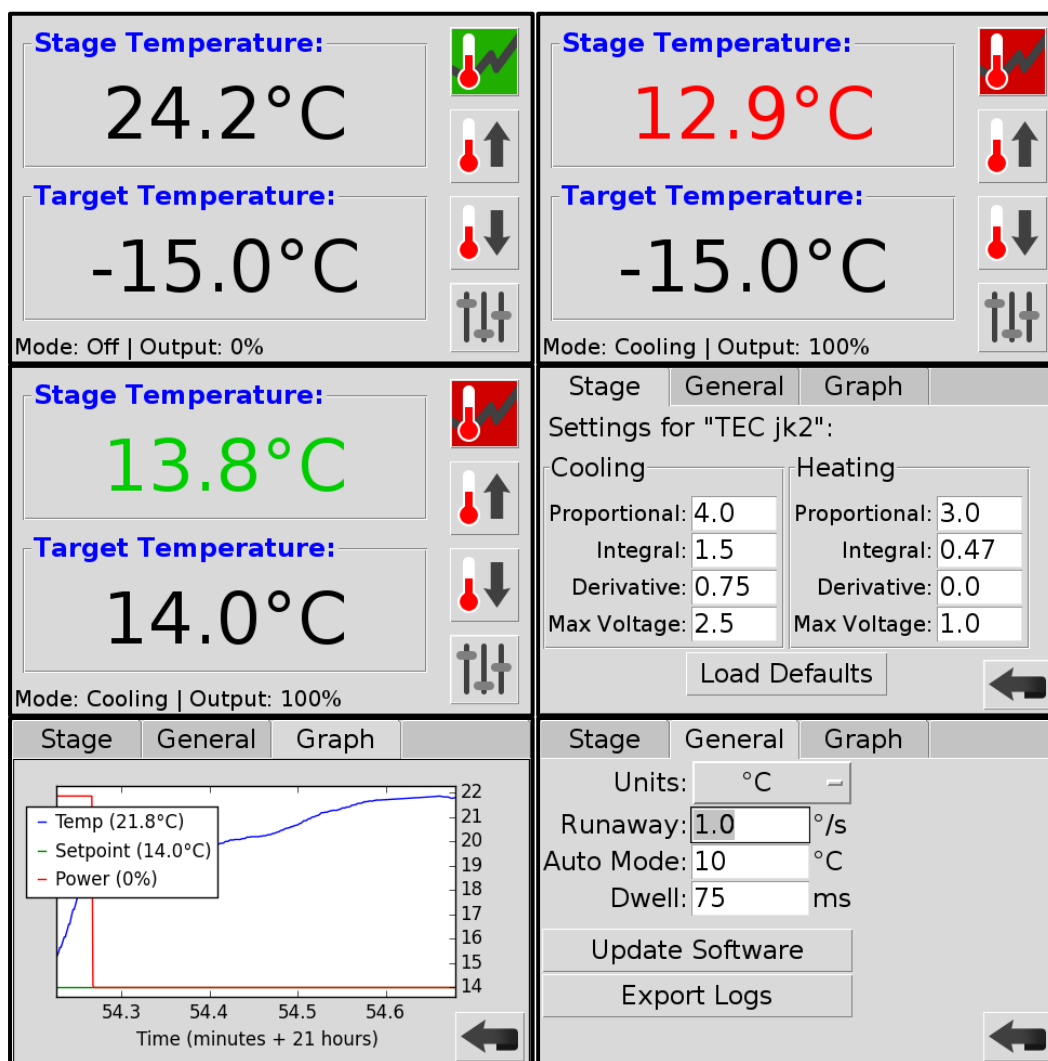 Stage Temperature:
24.2°C
Target Temperature:
-15.0°C
Mode: Off | Output: 0%
Stage Temperature:
12.9°C
Target Temperature:
-15.0°C
Mode: Cooling | Output: 100%
Stage Temperature:
13.8°C
Target Temperature:
14.0°C
Mode: Cooling | Output: 100%
Stage General Graph
Settings for "TEC jk2":
Cooling Heating
Proportional: 4.0 Proportional: 3.0
Integral: 1.5 Integral: 0.47
Derivative: 0.75 Derivative: 0.0
Max Voltage: 2.5 Max Voltage: 1.0
Load Defaults
Stage General Graph
Temp (21.8°C)
Setpoint (14.0°C)
Power (0%)
22
21
20
19
18
17
16
15
14
54.3 54.4 54.5 54.6
Time (minutes + 21 hours)
Stage General Graph
Units: °C
Runaway: 1.0 °/s
Auto Mode: 10 °C
Dwell: 75 ms
Update Software
Export Logs